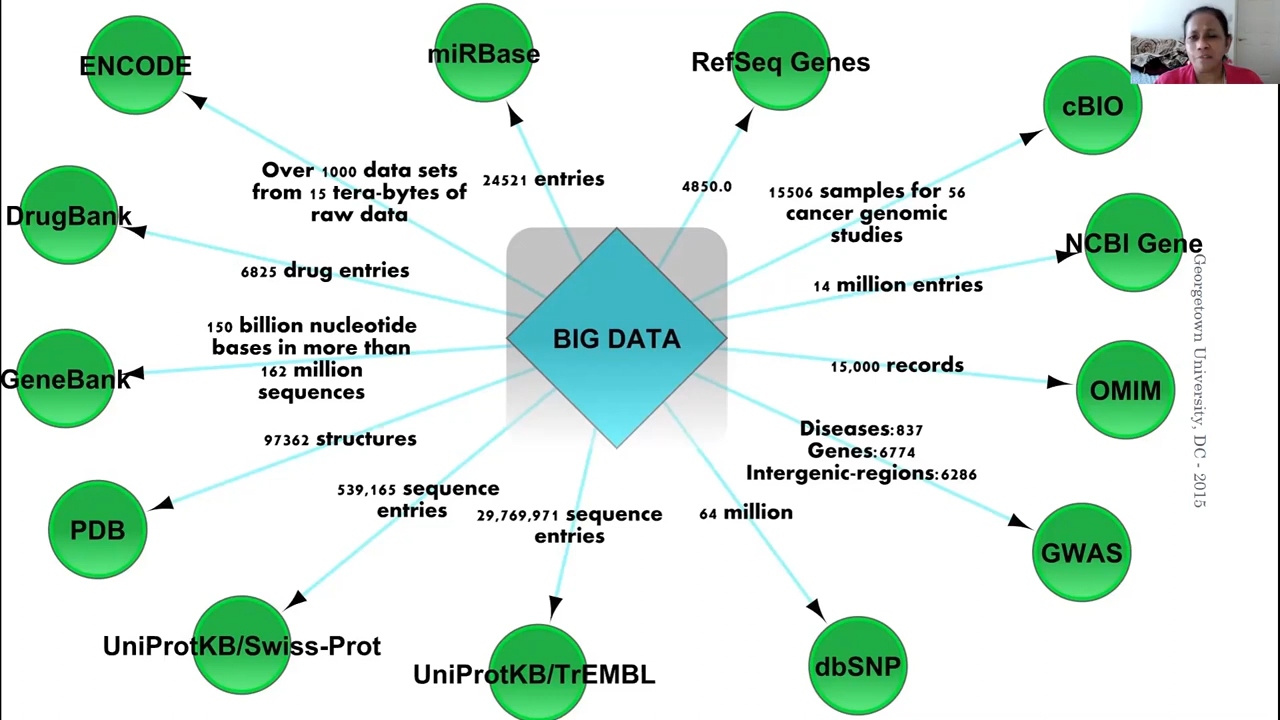 ENCODE
miRBase
RefSeq Genes
cBIO
Over 1000 data sets
from 15 tera-bytes of
raw data
24521 entries
4850.0
15506 samples for 56
cancer genomic
studies
DrugBank
NCBI Gene
6825 drug entries
14 million entries
150 billion nucleotide
bases in more than
162 million
sequences
BIG DATA
GeneBank
15,000 records
OMIM
Georgetown University, DC - 2015
97362 structures
Diseases:837
Genes:6774
Intergenic-regions:6286
539,165 sequence
entries
29,769,971 sequence
entries
64 million
PDB
GWAS
UniProtKB/Swiss-Prot
UniProtKB/TrEMBL
dbSNP